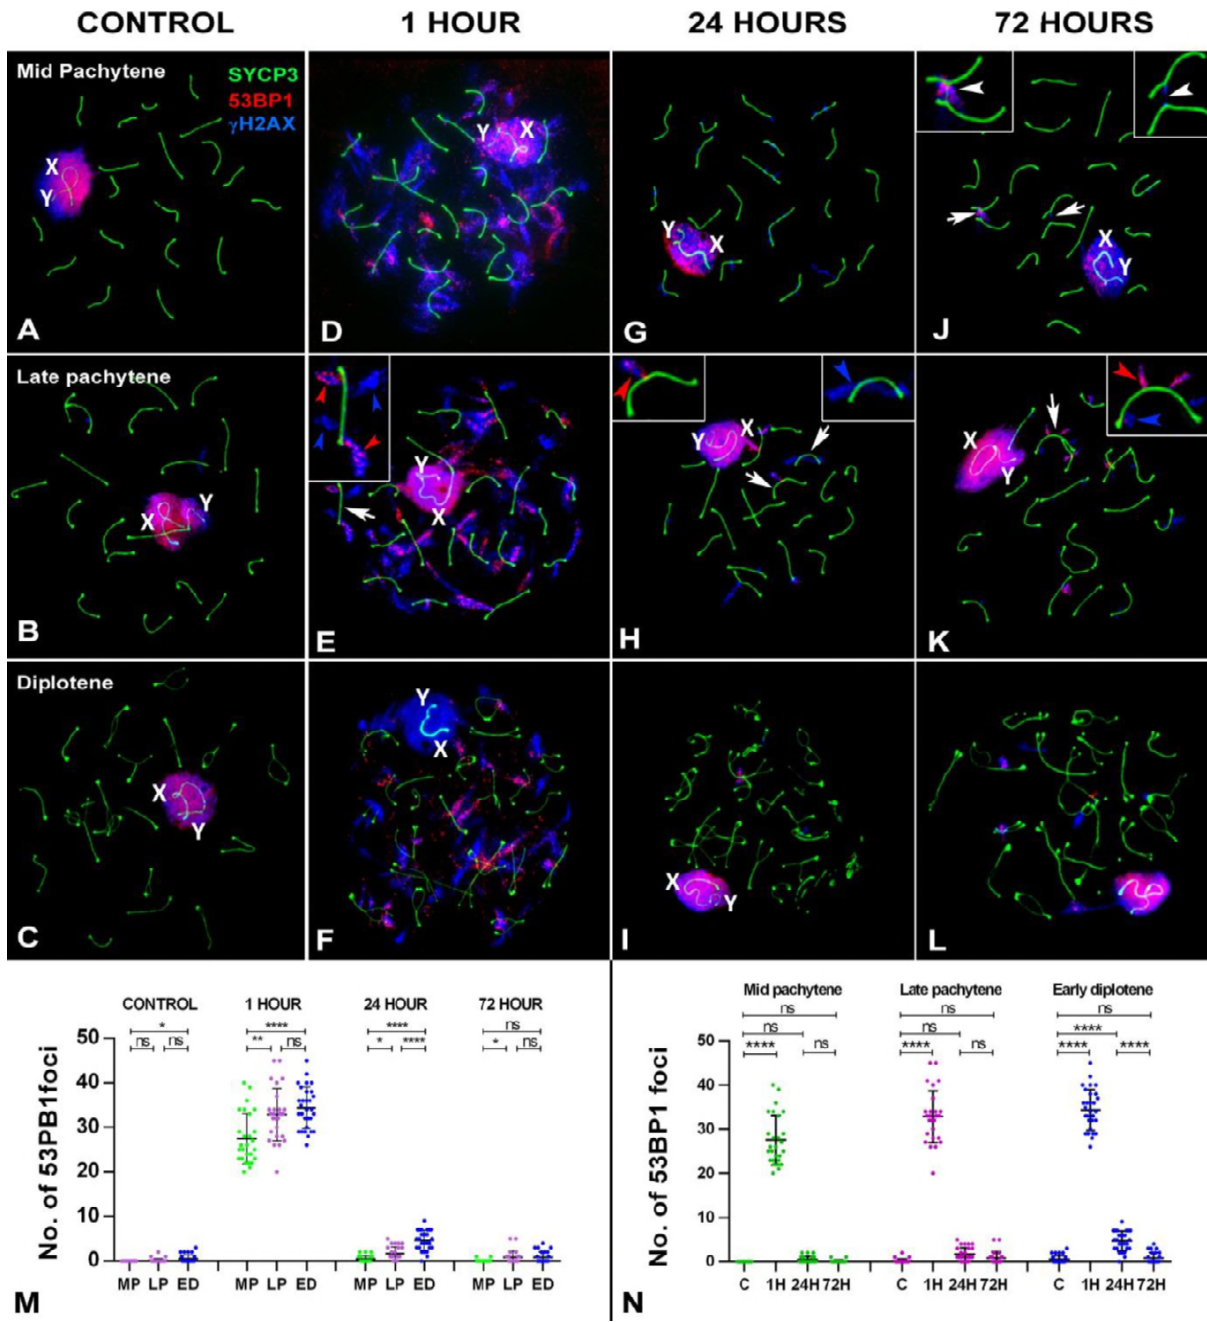 CONTROL 1 HOUR 24 HOURS 72 HOURS
Mid Pachytene
SYCP3
53BP1
γH2AX
X
Y
A
Y X
D
Y X
G
X
Y
J
Late pachytene
X Y
B
Y
X
E
Y X
H
X
Y
K
Diplotene
X
Y
C
Y
X
F
X
Y
I
L
CONTROL 1 HOUR 24 HOUR 72 HOUR
* **** **** ns
ns ns ** ns * **** * ns
No. of 53PB1foci
50
40
30
20
10
0
MP LP ED MP LP ED MP LP ED MP LP ED
M
Mid pachytene Late pachytene Early diplotene
ns ns ns
ns ns ****
**** ns **** ns **** ****
No. of 53BP1 foci
50
40
30
20
10
0
C 1H 24H 72H C 1H 24H 72H C 1H 24H 72H
N